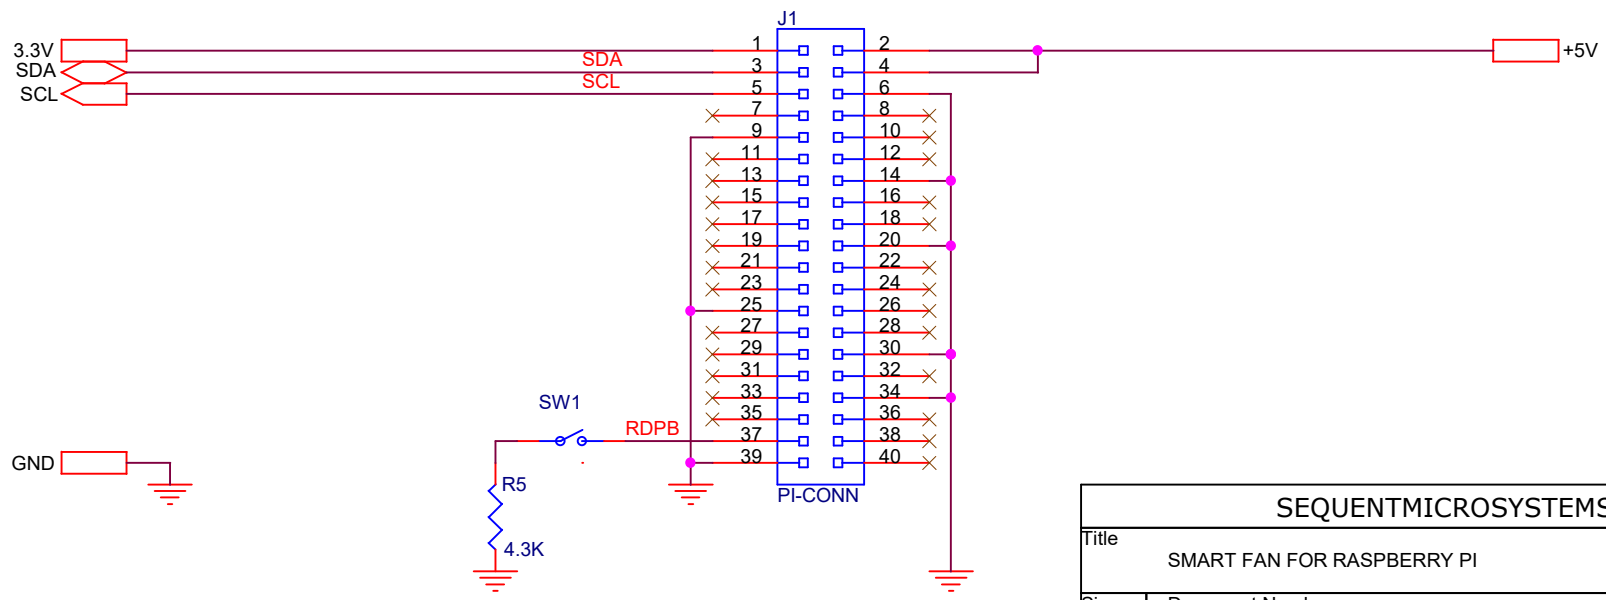 J1
3.3V 1 2 +5V
SDA SDA 3 4
SCL SCL 5 6
7 8
9 10
11 12
13 14
15 16
17 18
19 20
21 22
23 24
25 26
27 28
29 30
31 32
33 34
SW1
35 36
RDPB 37 38
GND 39 40
R5
PI-CONN
4.3K
SEQUENTMICROSYSTEMS
Title
SMART FAN FOR RASPBERRY PI